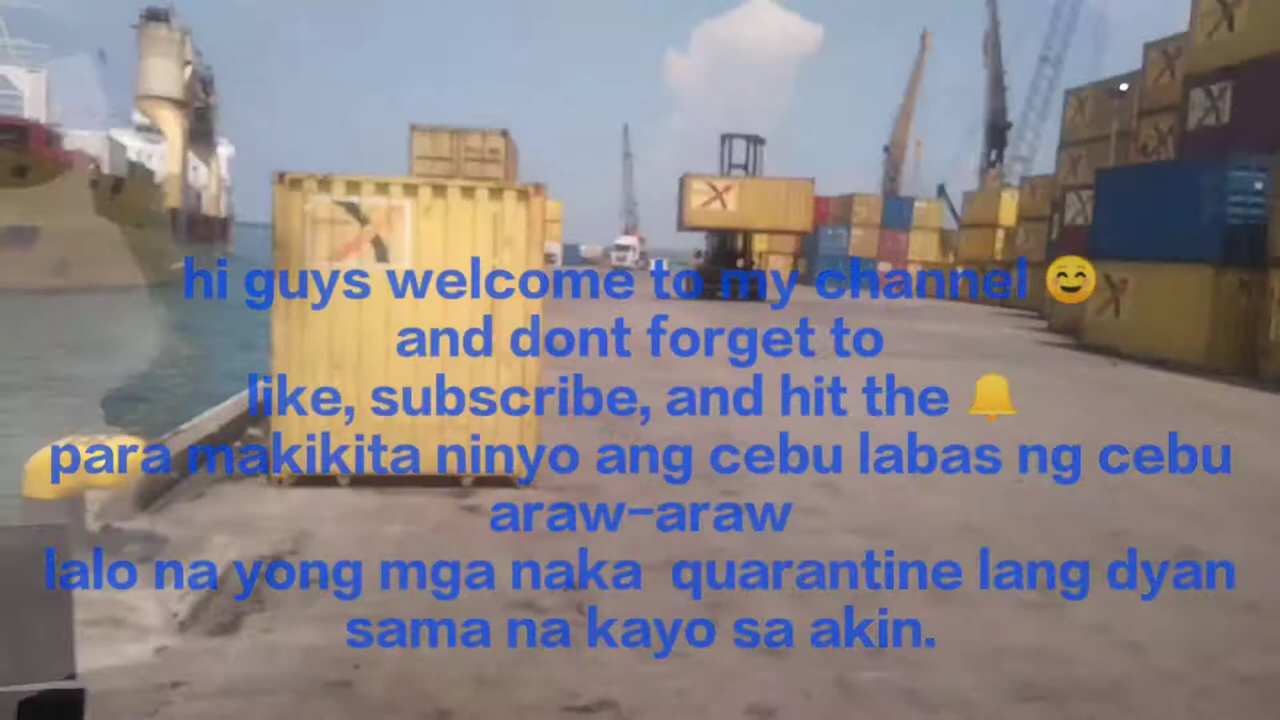 hi guys welcome to my channel 😊
and dont forget to
like, subscribe, and hit the 🔔
para makikita ninyo ang cebu labas ng cebu
araw-araw
lalo na yong mga naka quarantine lang dyan
sama na kayo sa akin.